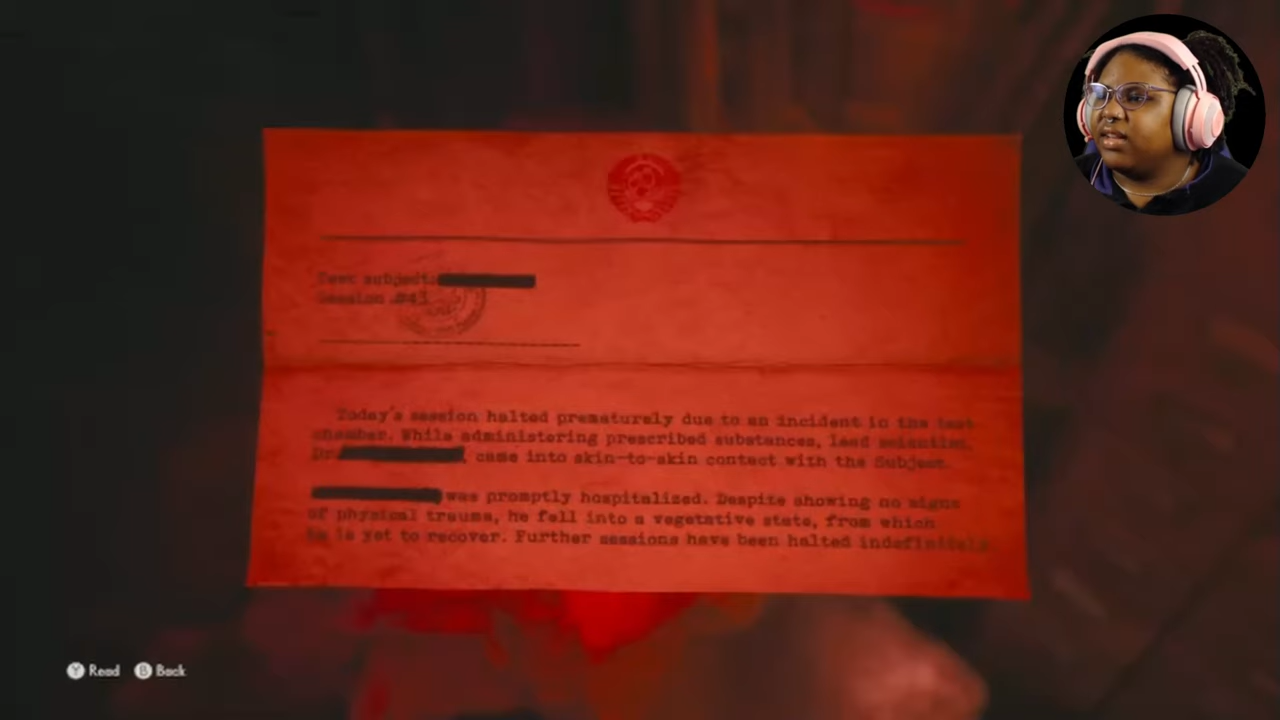 Test subject:
Session #43
Today's session halted prematurely due to an incident in the test
chamber. While administering prescribed substances, lead scientist,
Dr. , came into skin-to-skin contact with the Subject.
was promptly hospitalized. Despite showing no signs
of physical trauma, he fell into a vegetative state, from which
he is yet to recover. Further sessions have been halted indefinitely.
Y Read B Back